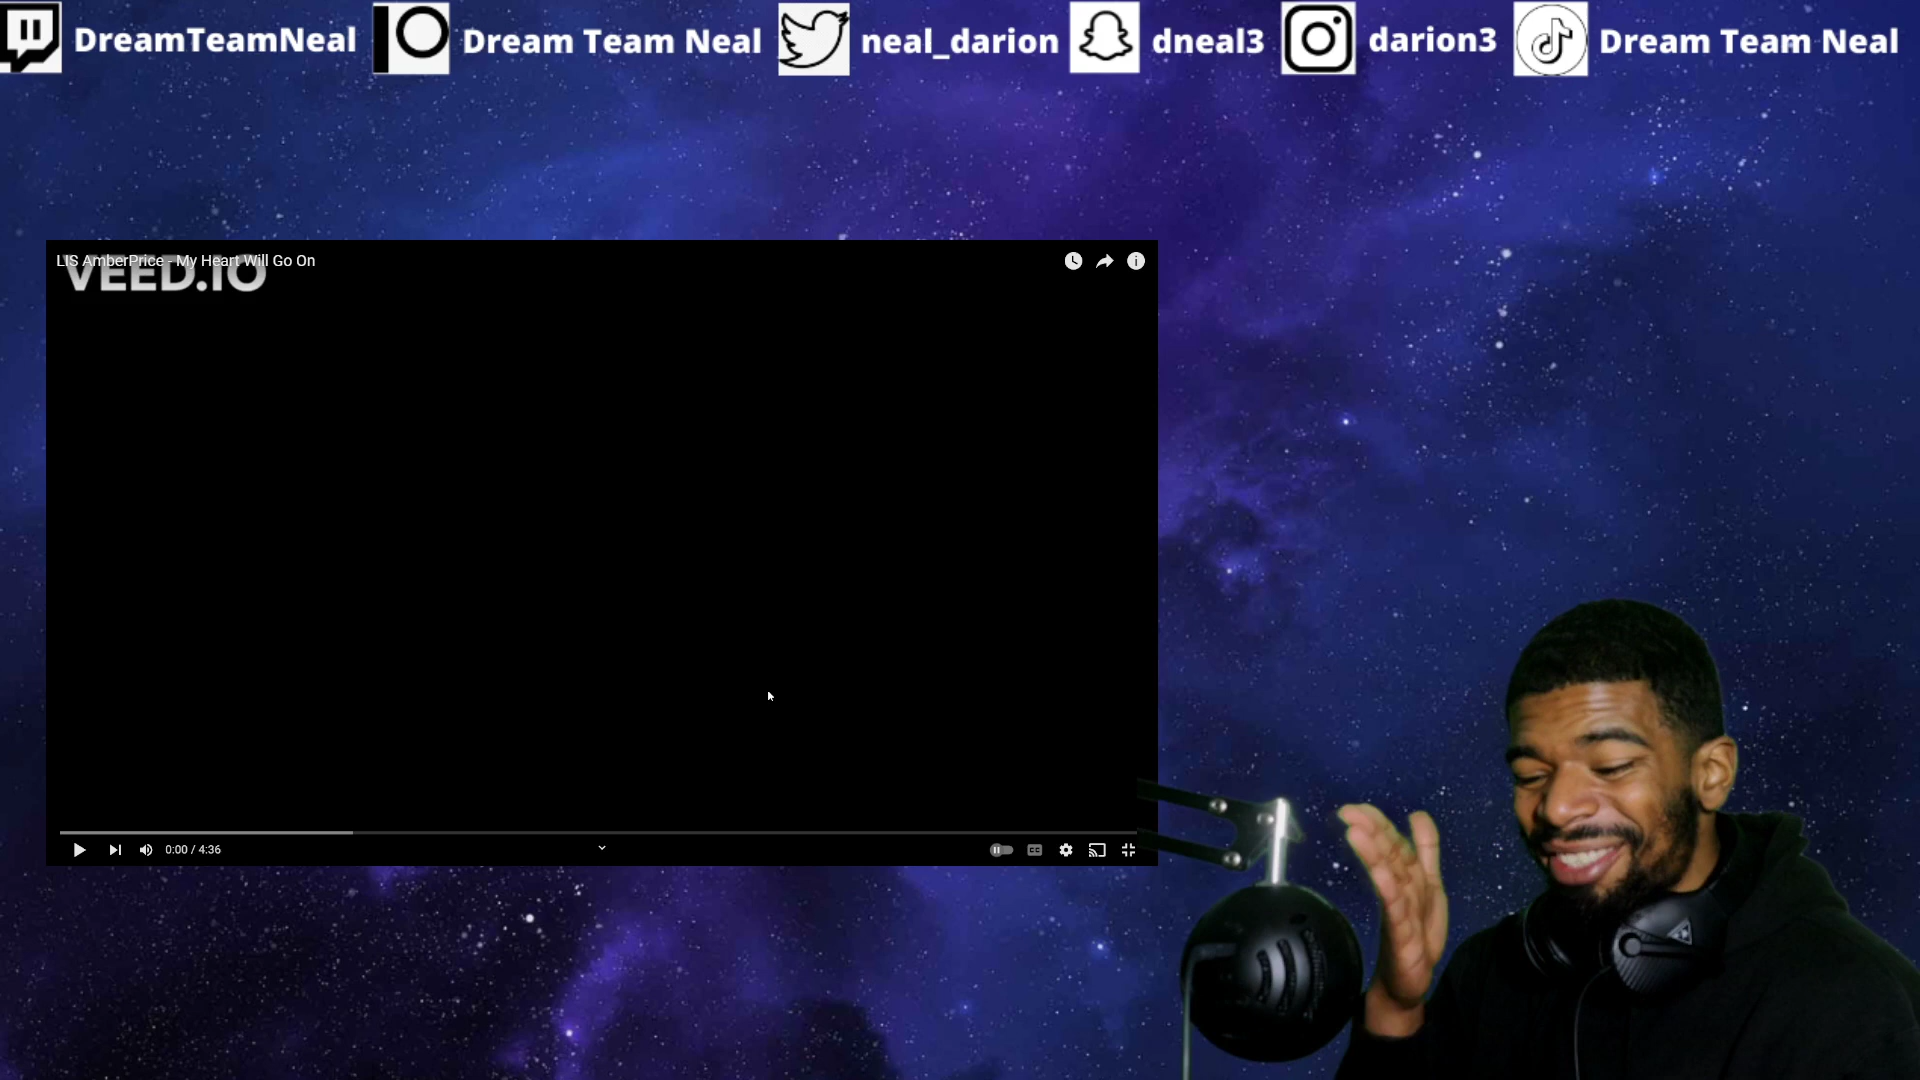 DreamTeamNeal Dream Team Neal neal_darion dneal3 darion3 Dream Team Neal
LIS AmberPrice - My Heart Will Go On
VEED.IO
0:00 / 4:36
CC